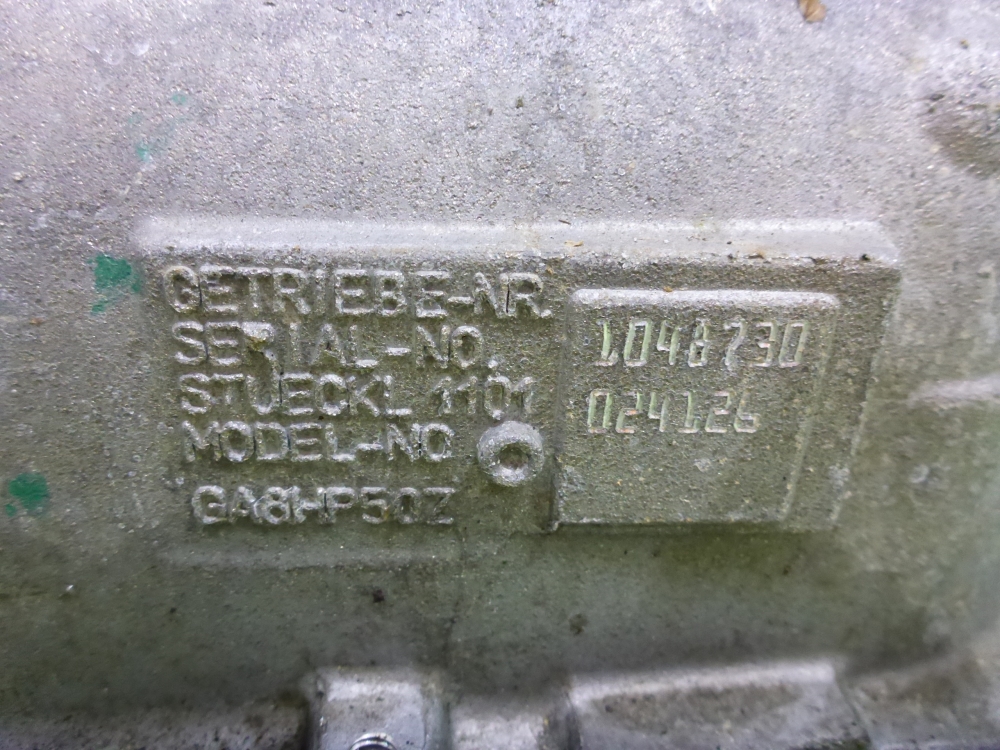 GETRIEBE-NR.
SERIAL-NO. 1048730
STUECKL 1101 024126
MODEL-NO
GA8HP50Z